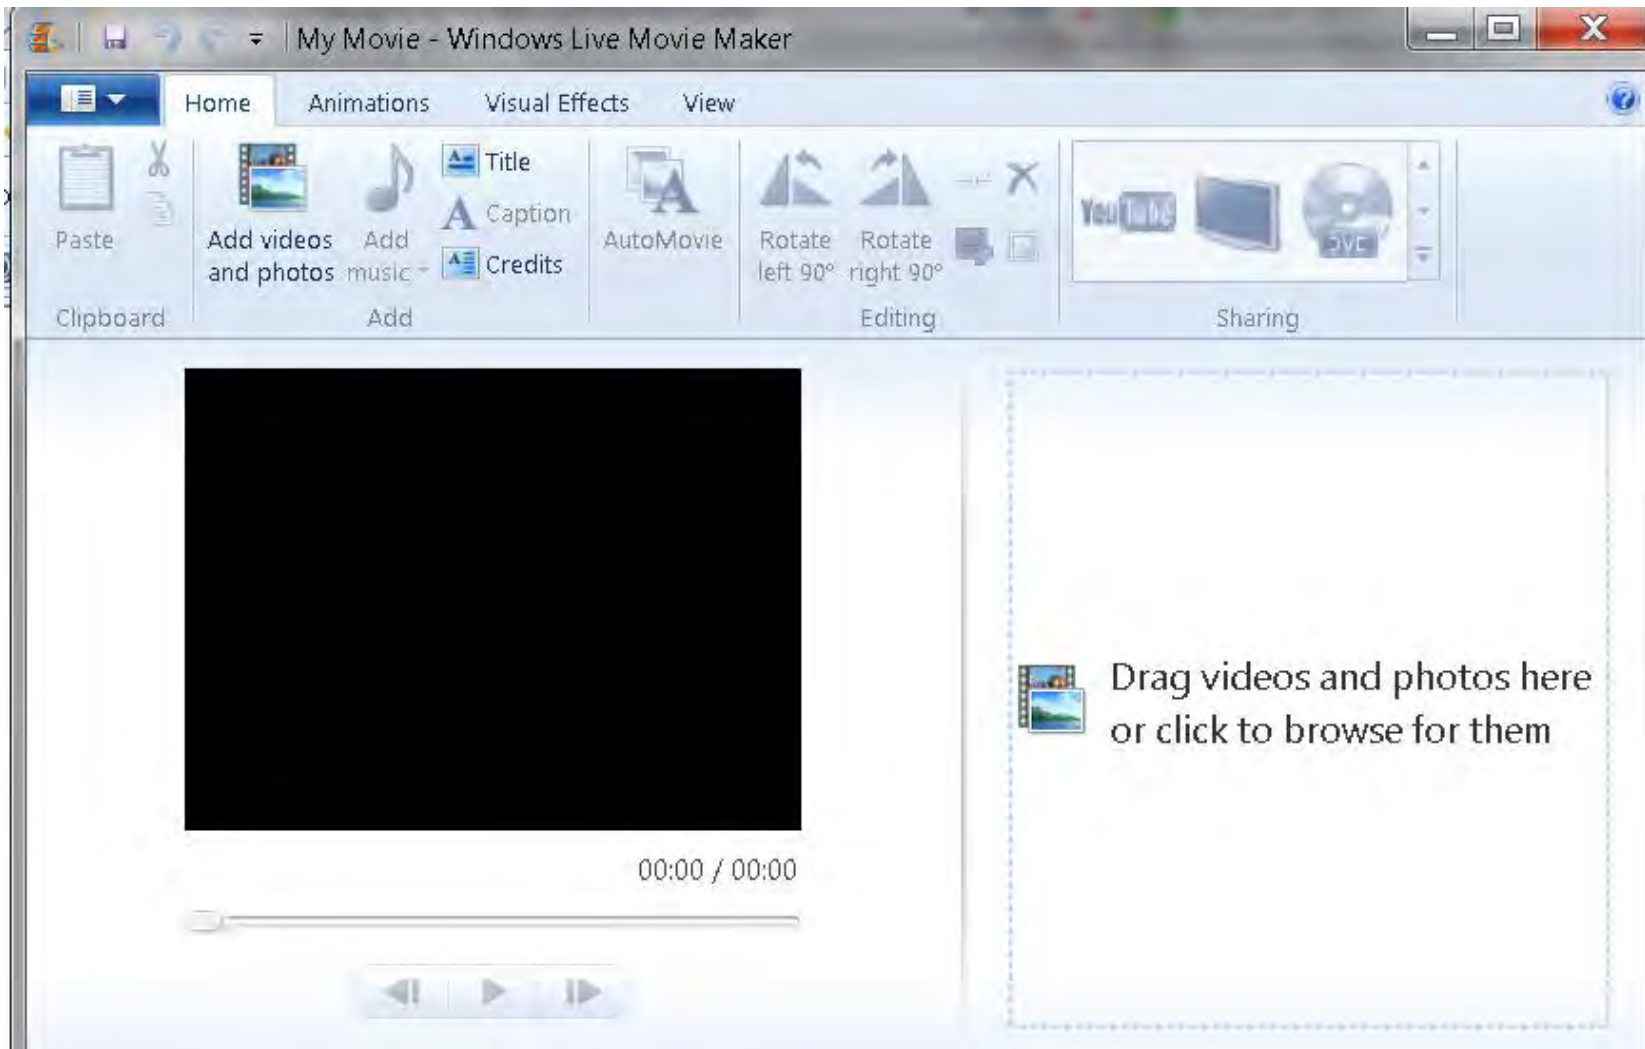 My Movie - Windows Live Movie Maker
Home Animations Visual Effects View
Paste
Add videos
and photos
Add
music
Title
Caption
Credits
AutoMovie
Rotate
left 90°
Rotate
right 90°
YouTube
Clipboard
Add
Editing
Sharing
Drag videos and photos here
or click to browse for them
00:00 / 00:00